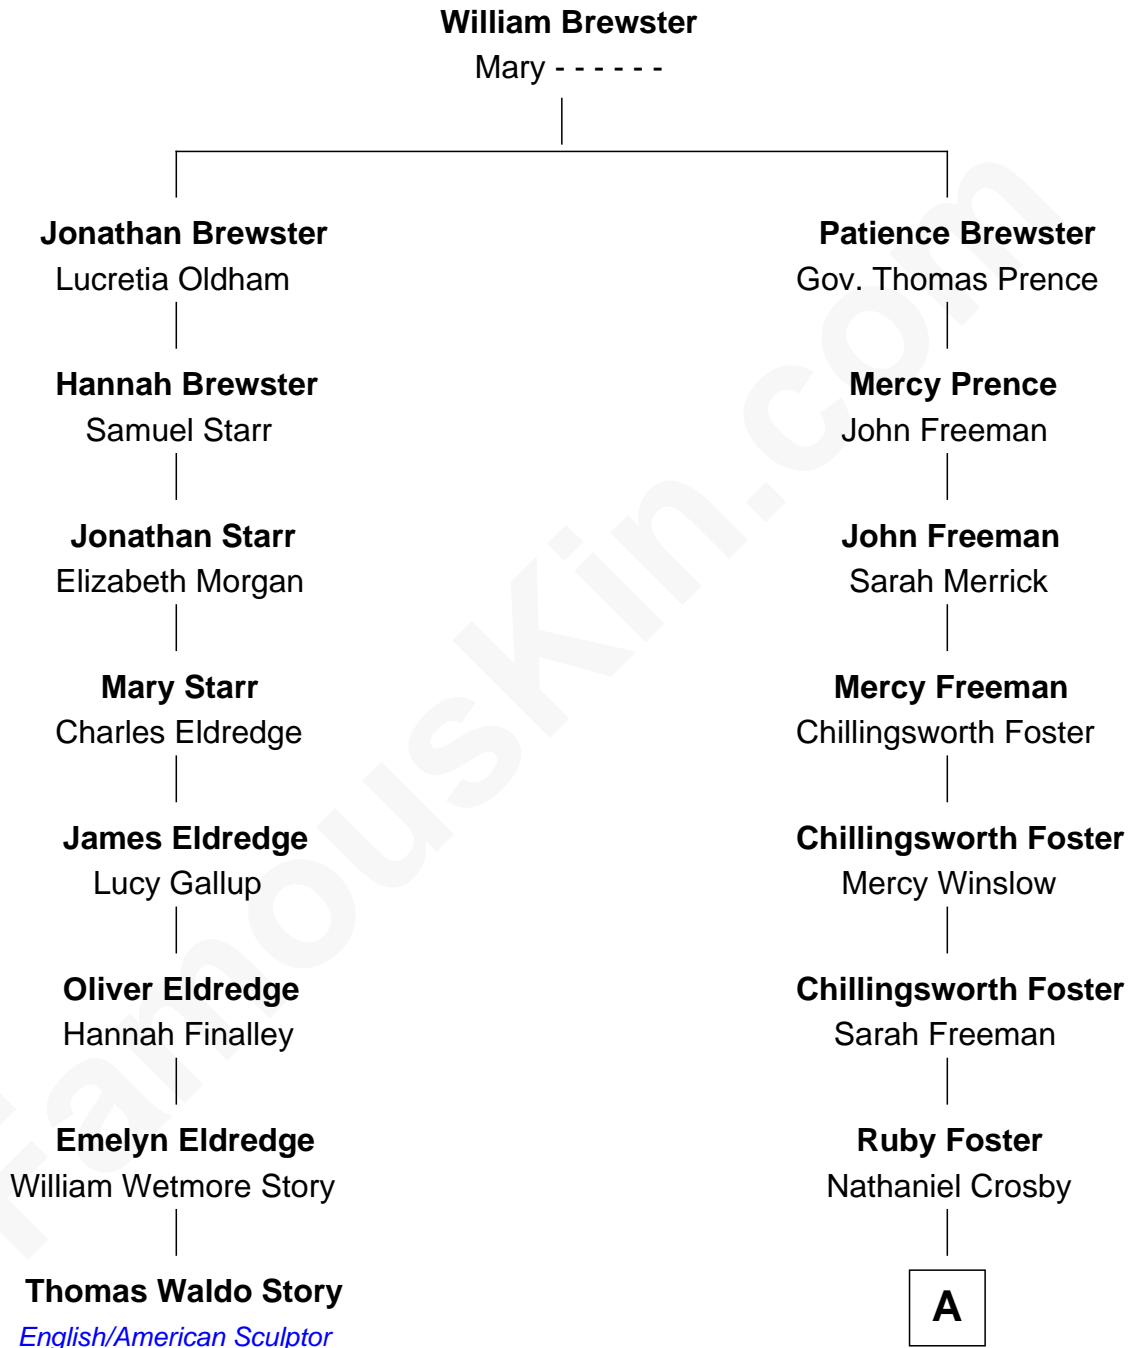 William Brewster
Mary - - - - - -
Jonathan Brewster
Lucretia Oldham
Patience Brewster
Gov. Thomas Prence
Hannah Brewster
Samuel Starr
Mercy Prence
John Freeman
Jonathan Starr
Elizabeth Morgan
John Freeman
Sarah Merrick
Mary Starr
Charles Eldredge
Mercy Freeman
Chillingsworth Foster
James Eldredge
Lucy Gallup
Chillingsworth Foster
Mercy Winslow
Oliver Eldredge
Hannah Finalley
Chillingsworth Foster
Sarah Freeman
Emelyn Eldredge
William Wetmore Story
Ruby Foster
Nathaniel Crosby
Thomas Waldo Story
English/American Sculptor
A
FamousKin.com